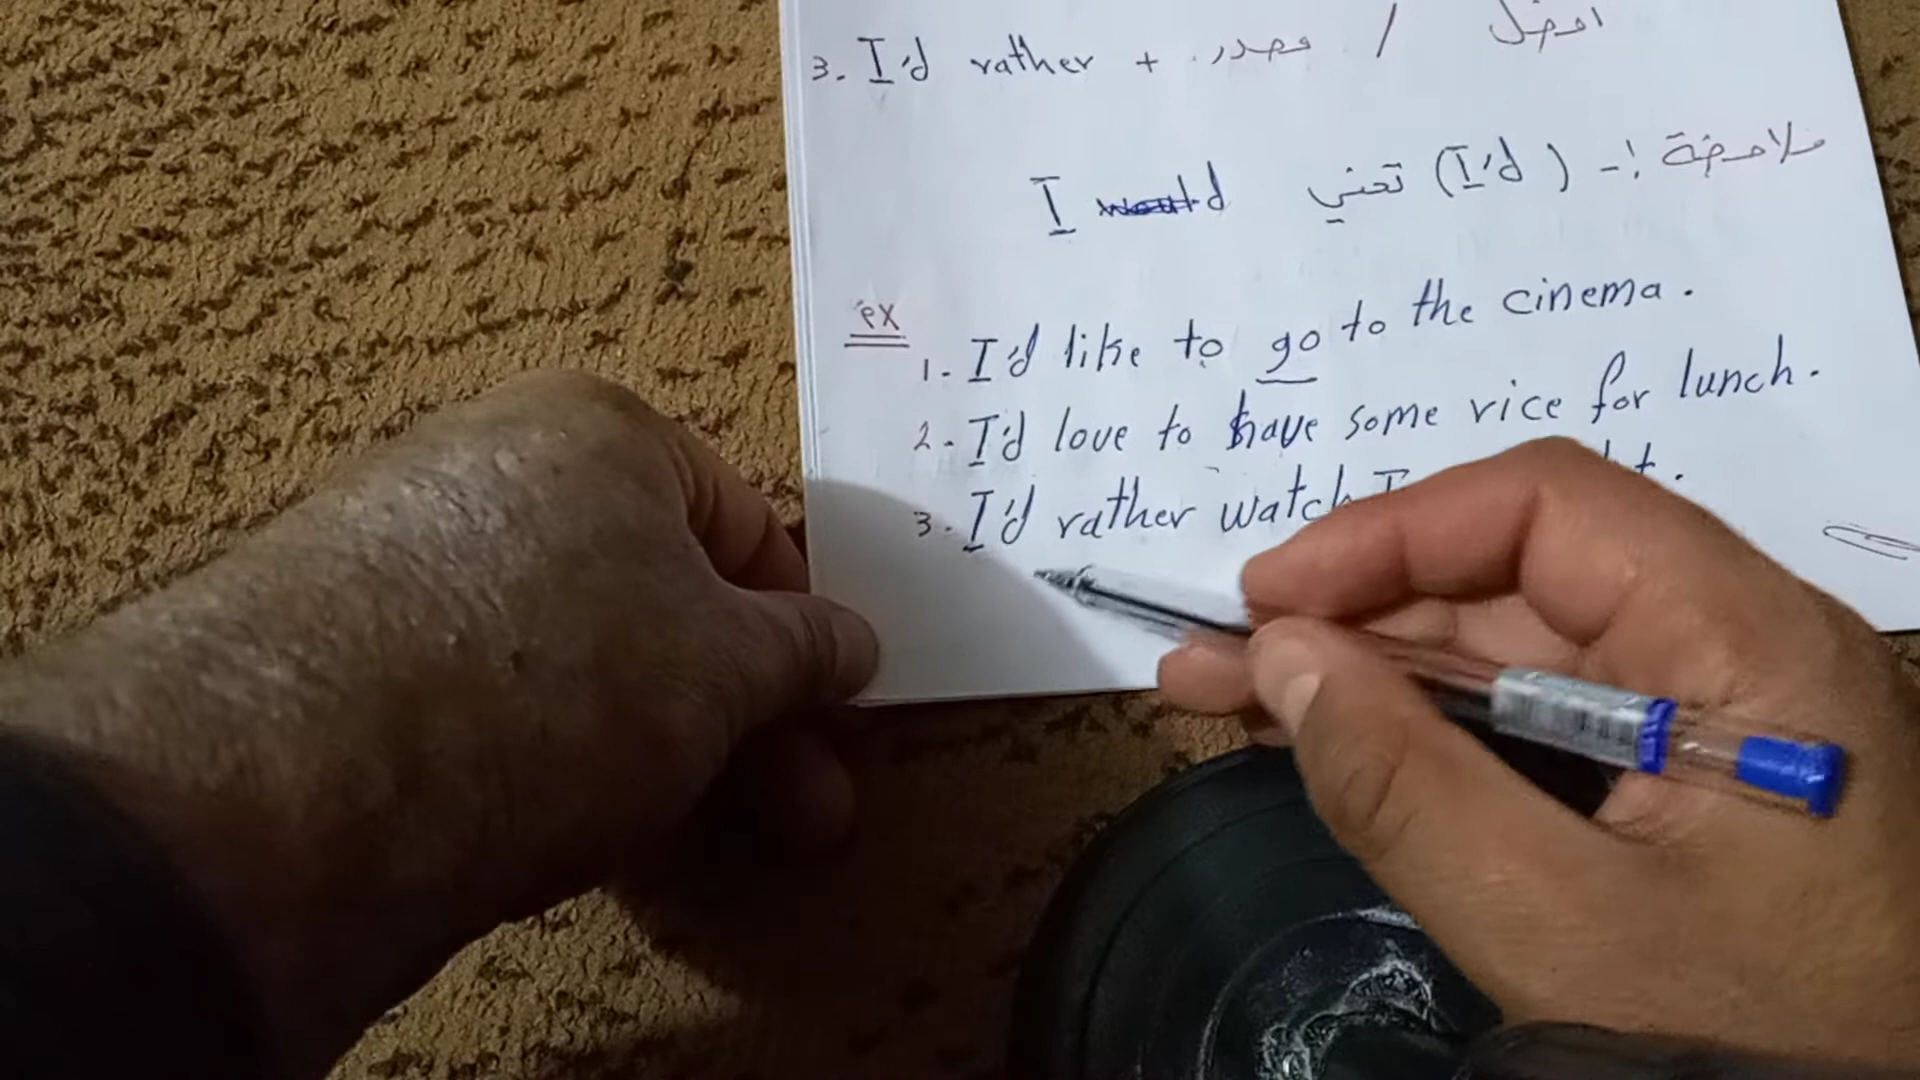 3. I'd rather + مصدر / افضل
ملاحظة :- (I'd) تعني I would
ex
1. I'd like to go to the cinema.
2. I'd love to have some rice for lunch.
3. I'd rather watch